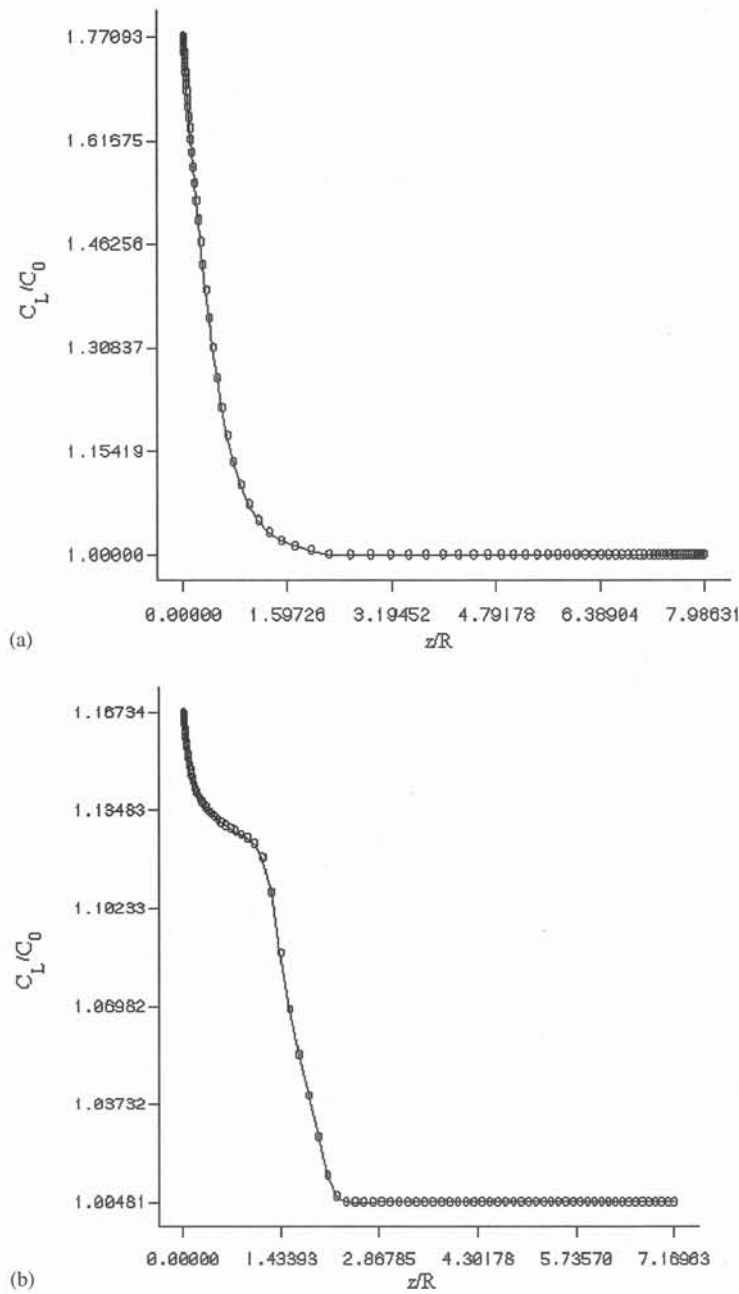 1.77093
1.61675
1.46256
1.30837
1.15419
1.00000
C_L/C_0
0.00000 1.59726 3.19452 4.79178 6.38904 7.98631
z/R
(a)
1.16734
1.13483
1.10233
1.06982
1.03732
1.00481
C_L/C_0
0.00000 1.43393 2.86785 4.30178 5.73570 7.16963
z/R
(b)